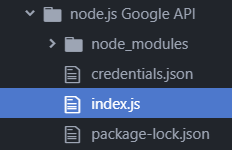 node.js Google API
node_modules
credentials.json
index.js
package-lock.json